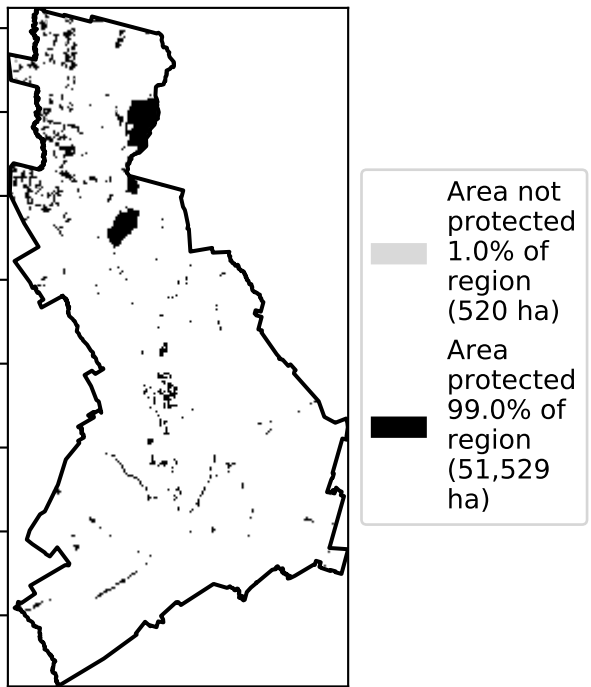 Area not
protected
1.0% of
region
(520 ha)
Area
protected
99.0% of
region
(51,529
ha)